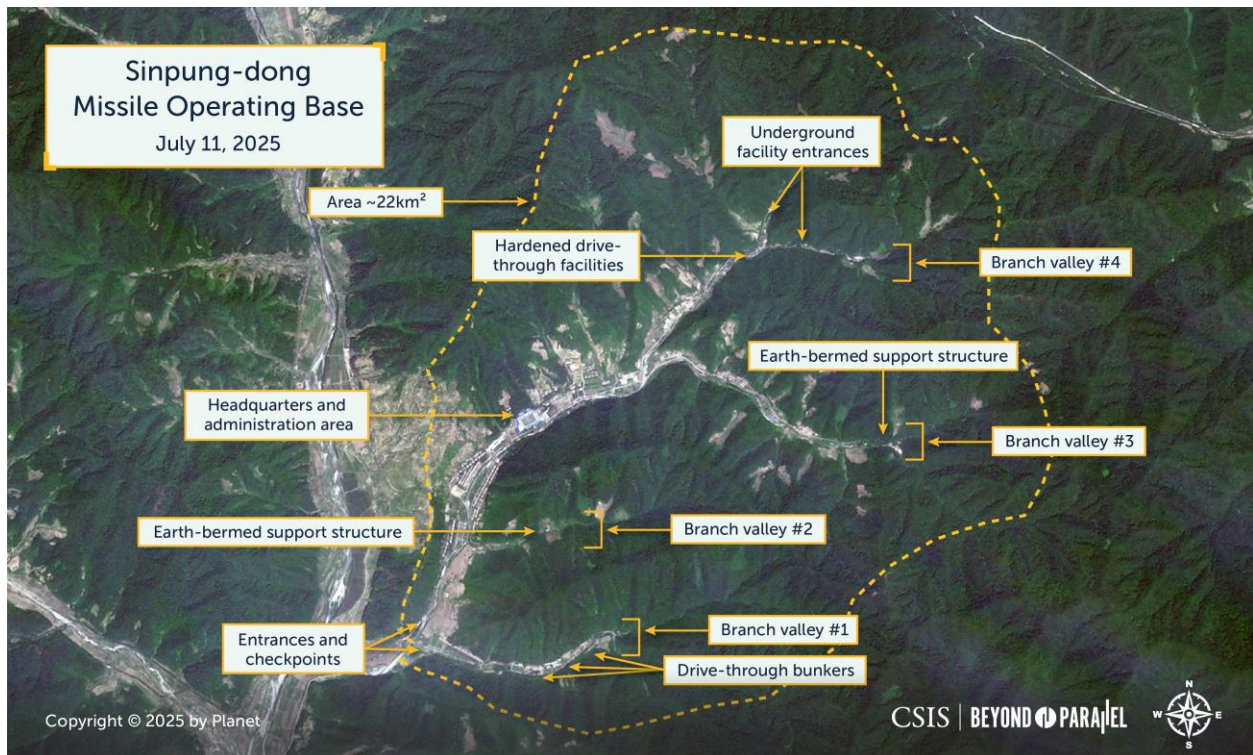 Sinpung-dong
Missile Operating Base
July 11, 2025
Underground
facility entrances
Area ~22km²
Hardened drive-
through facilities
Branch valley #4
Earth-bermed support structure
Headquarters and
administration area
Branch valley #3
Earth-bermed support structure
Branch valley #2
Entrances and
checkpoints
Branch valley #1
Drive-through bunkers
Copyright © 2025 by Planet
CSIS | BEYOND PARALLEL
N
W E
S